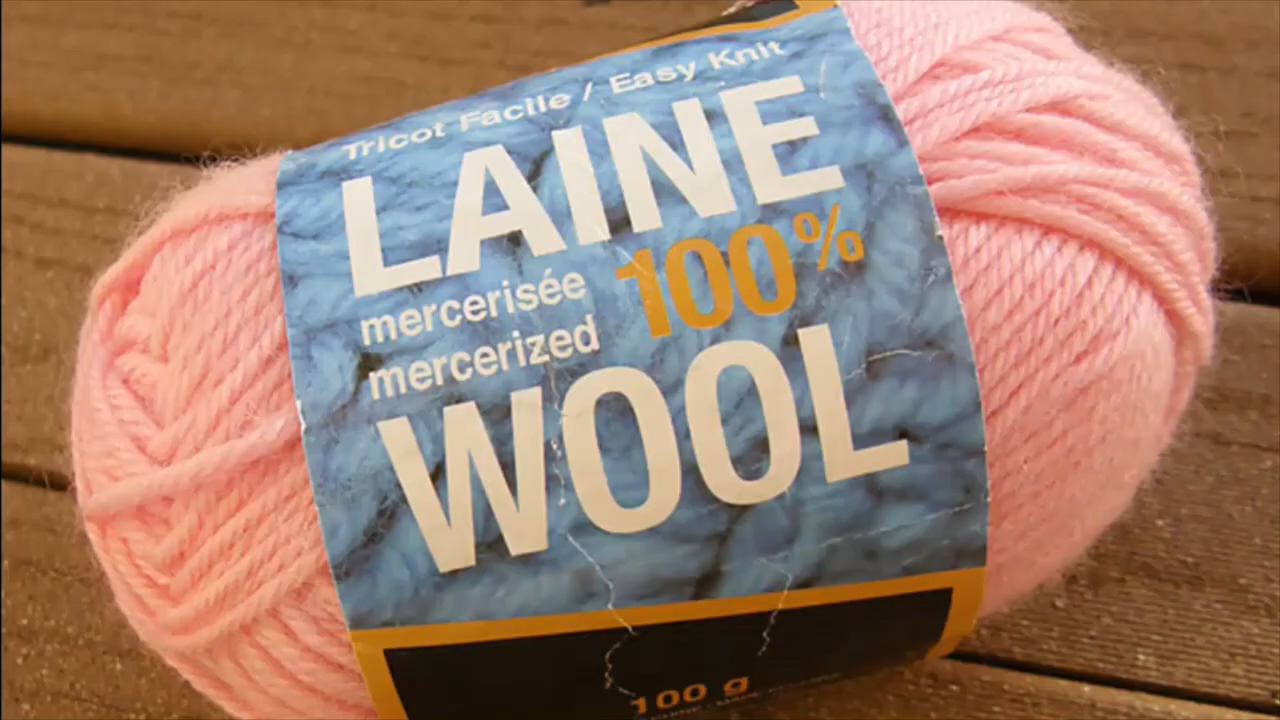 Tricot Facile / Easy Knit
LAINE
mercerisée
mercerized
100%
WOOL
100 g